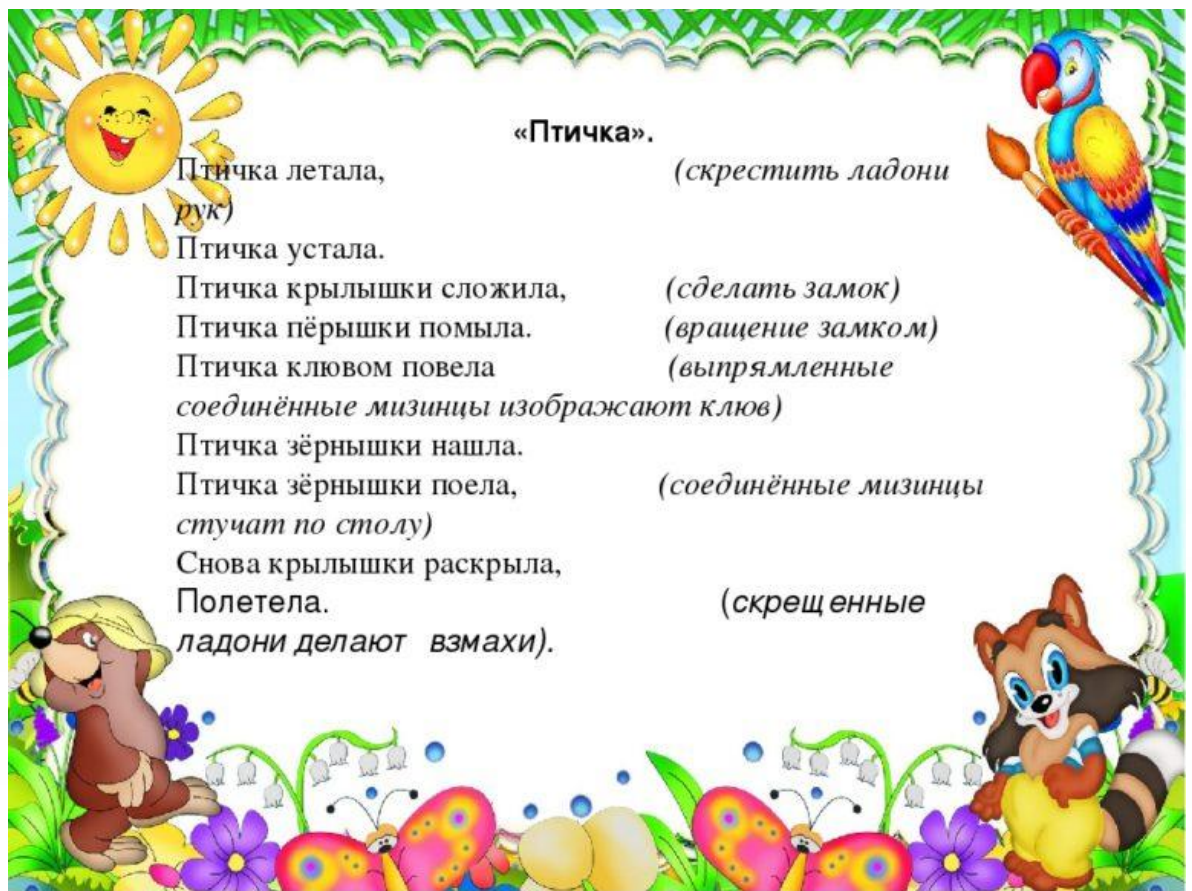 «Птичка».
Птичка летала, (скрестить ладони
рук)
Птичка устала.
Птичка крылышки сложила, (сделать замок)
Птичка пёрышки помыла. (вращение замком)
Птичка клювом повела (выпрямленные
соединённые мизинцы изображают клюв)
Птичка зёрнышки нашла.
Птичка зёрнышки поела, (соединённые мизинцы
стучат по столу)
Снова крылышки раскрыла,
Полетела. (скрещенные
ладони делают взмахи).